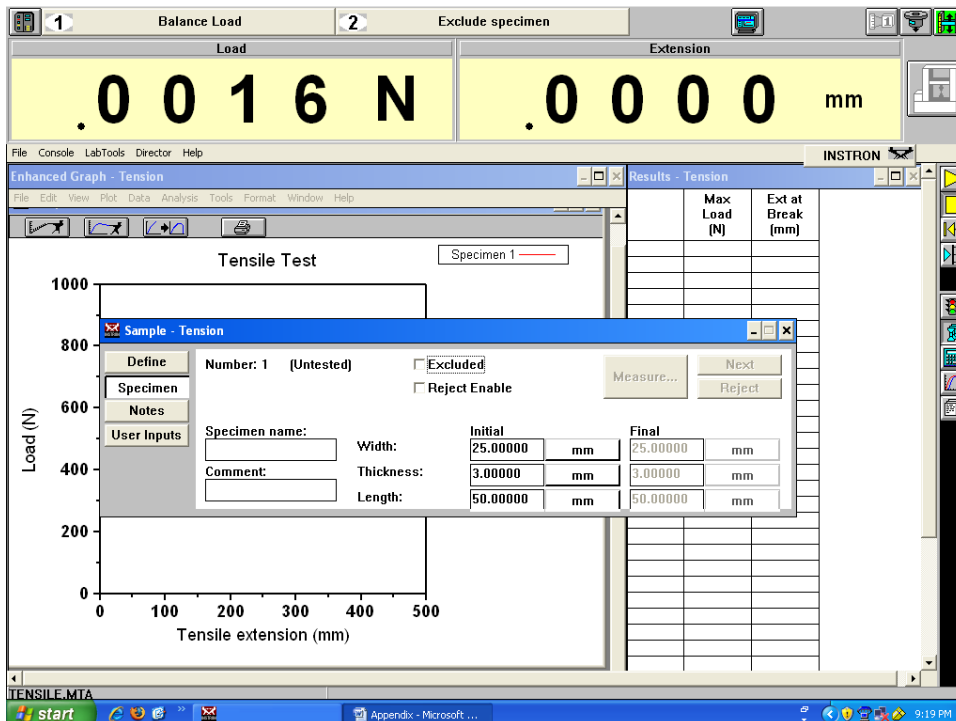 1 Balance Load 2 Exclude specimen
Load Extension
.0016 N .0000 mm
File Console LabTools Director Help
INSTRON
Enhanced Graph - Tension
File Edit View Plot Data Analysis Tools Format Window Help
Results - Tension
Max Load (N)
Ext at Break (mm)
Tensile Test
Specimen 1
1000
800
600
400
200
0
Load (N)
0 100 200 300 400 500
Tensile extension (mm)
Sample - Tension
Define
Specimen
Notes
User Inputs
Number: 1 (Untested)
Excluded
Reject Enable
Measure...
Next
Reject
Specimen name:
Comment:
Initial Final
Width: 25.00000 mm 25.00000 mm
Thickness: 3.00000 mm 3.00000 mm
Length: 50.00000 mm 50.00000 mm
TENSILE.MTA
start
Appendix - Microsoft ...
9:19 PM